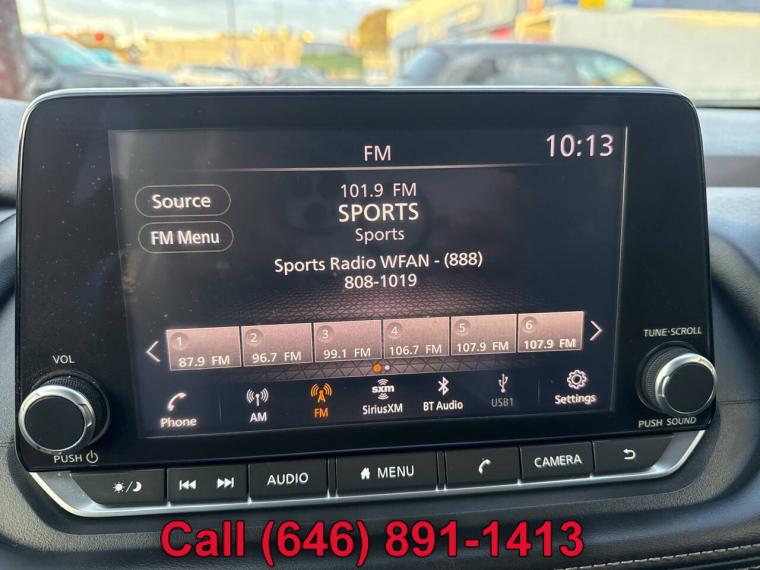 FM
10:13
Source
FM Menu
101.9 FM
SPORTS
Sports
Sports Radio WFAN - (888)
808-1019
1
87.9 FM
2
96.7 FM
3
99.1 FM
4
106.7 FM
5
107.9 FM
6
107.9 FM
Phone
AM
FM
sxm
SiriusXM
BT Audio
USB1
Settings
VOL
PUSH
TUNE·SCROLL
PUSH SOUND
AUDIO
MENU
CAMERA
Call (646) 891-1413